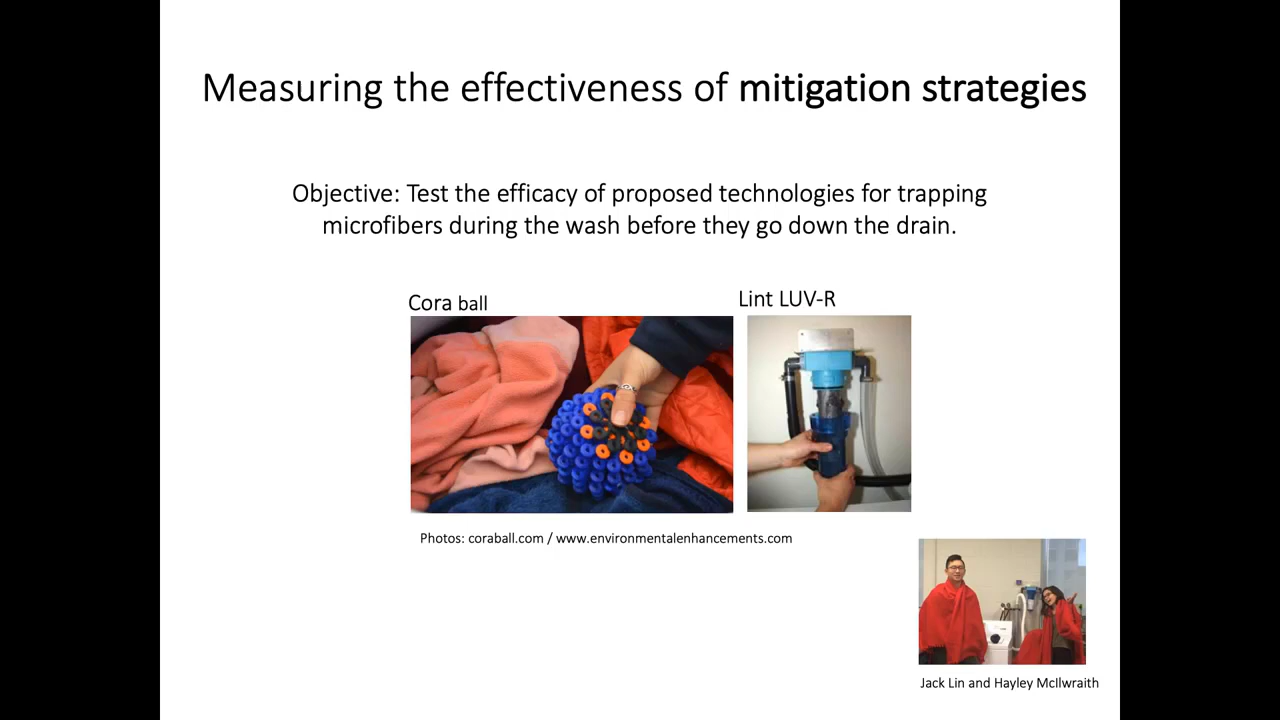 Measuring the effectiveness of mitigation strategies
Objective: Test the efficacy of proposed technologies for trapping
microfibers during the wash before they go down the drain.
Cora ball
Lint LUV-R
Photos: coraball.com / www.environmentalenhancements.com
Jack Lin and Hayley McIlwraith